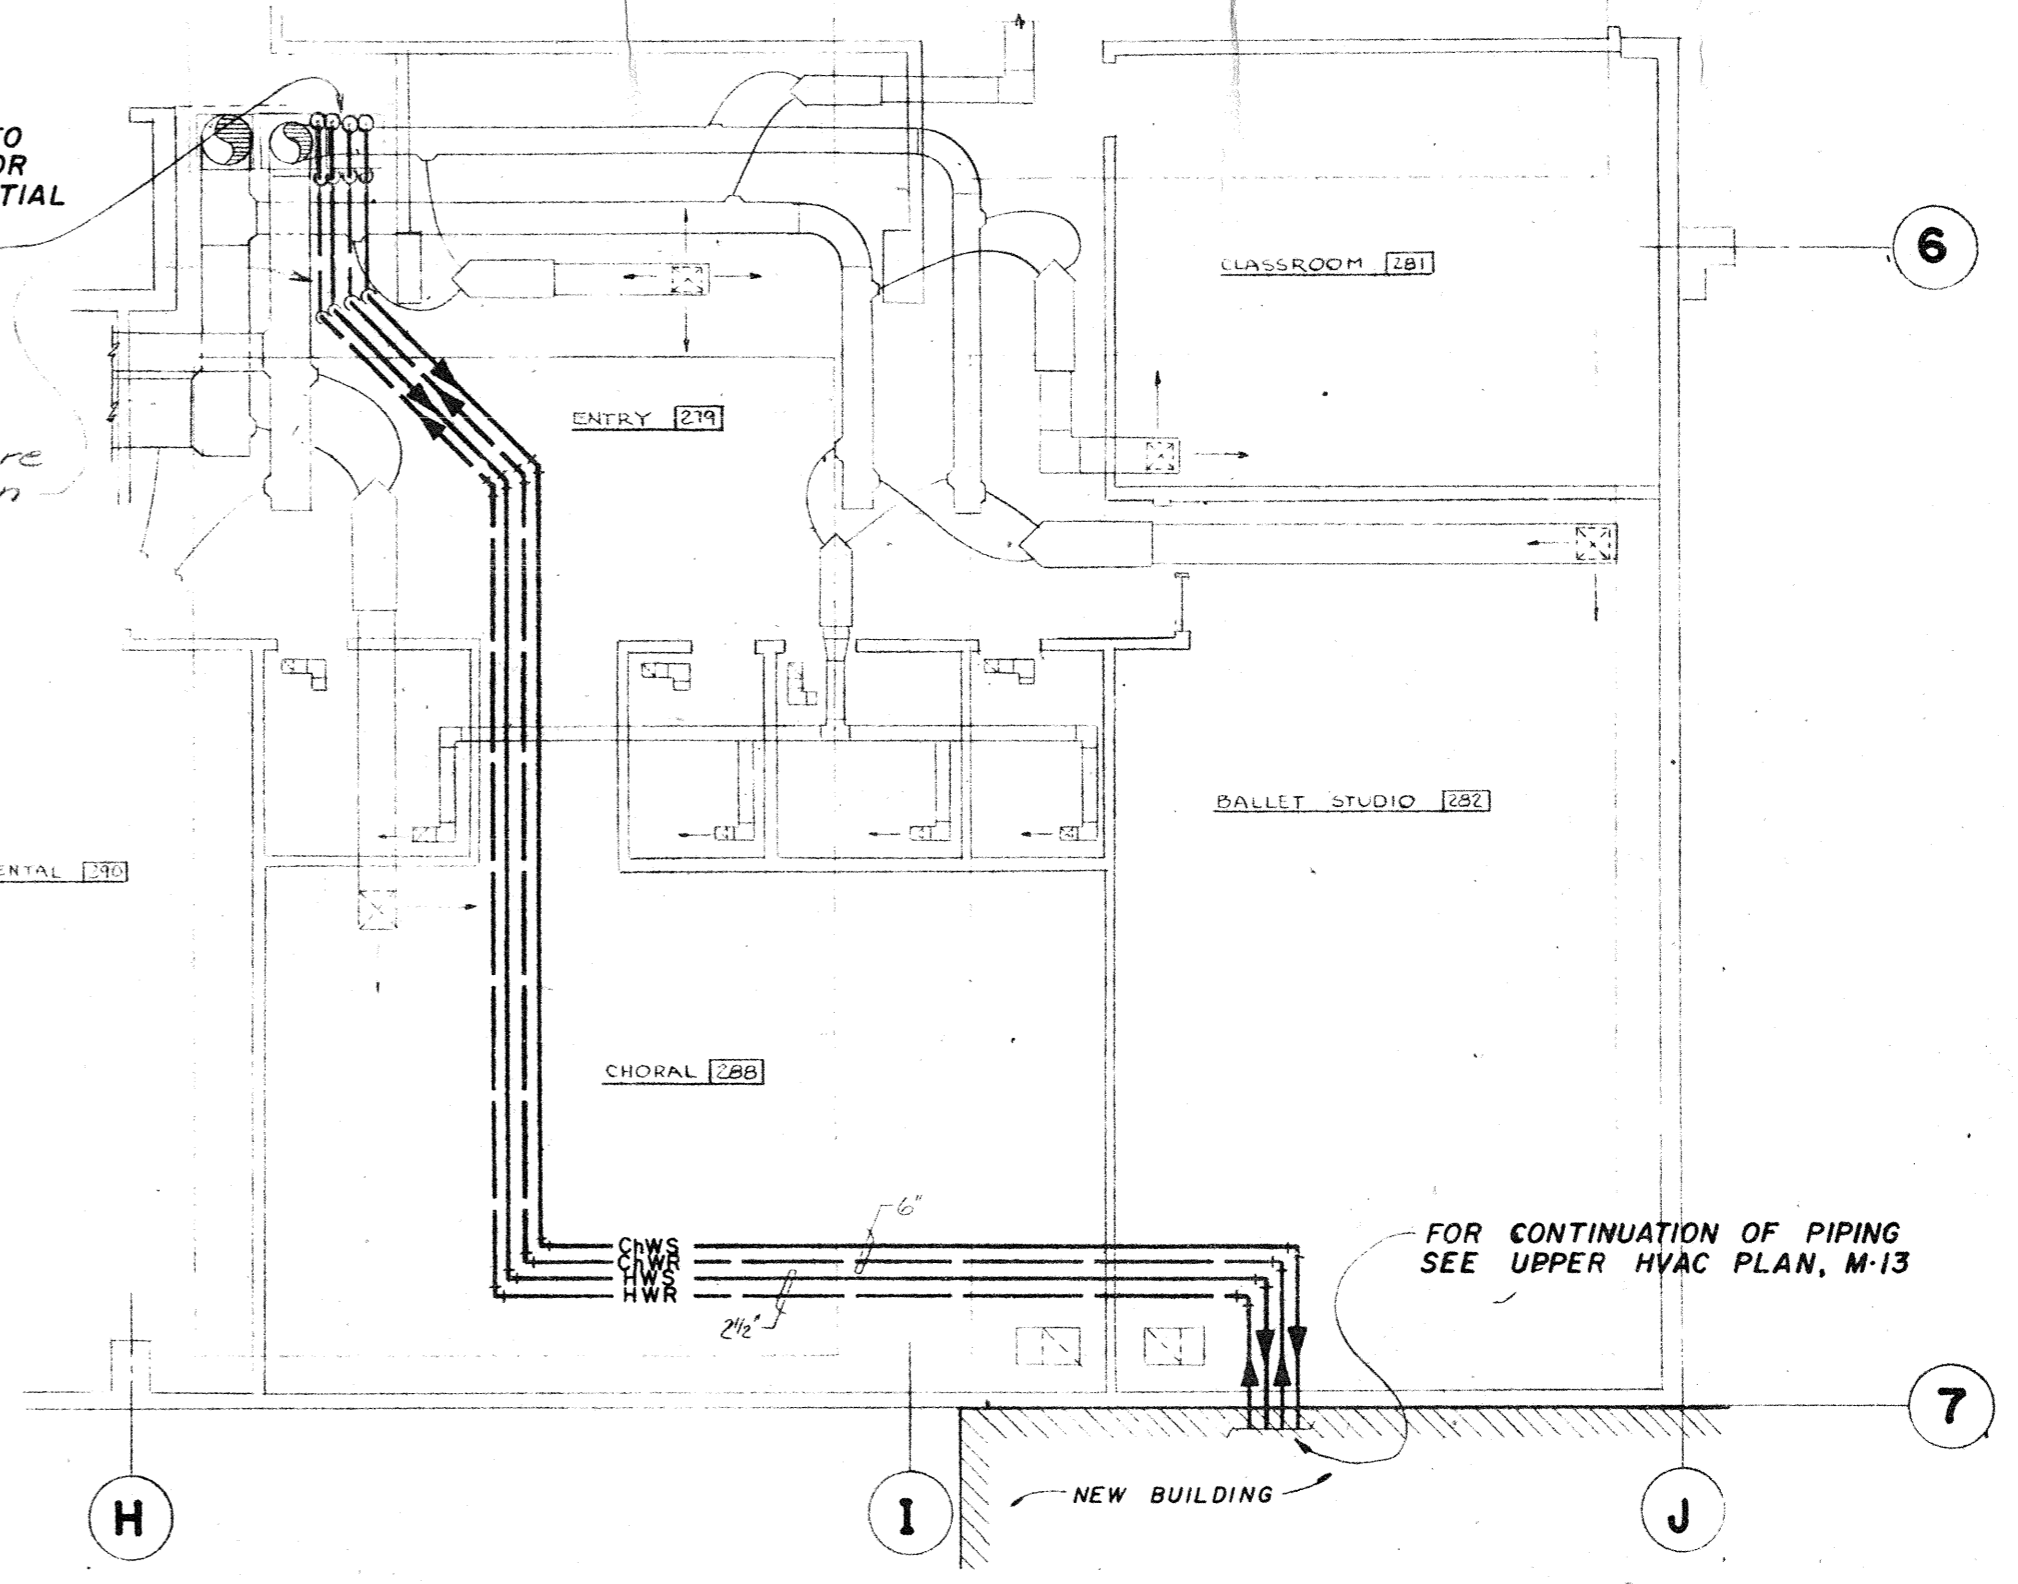 TO
OR
TIAL
6
CLASSROOM 281
ENTRY 279
re
n
BALLET STUDIO 282
ENTAL 290
CHORAL 288
6"
ChWS
ChWR
HWS
HWR
2½"
FOR CONTINUATION OF PIPING
SEE UPPER HVAC PLAN, M-13
7
NEW BUILDING
H
I
J